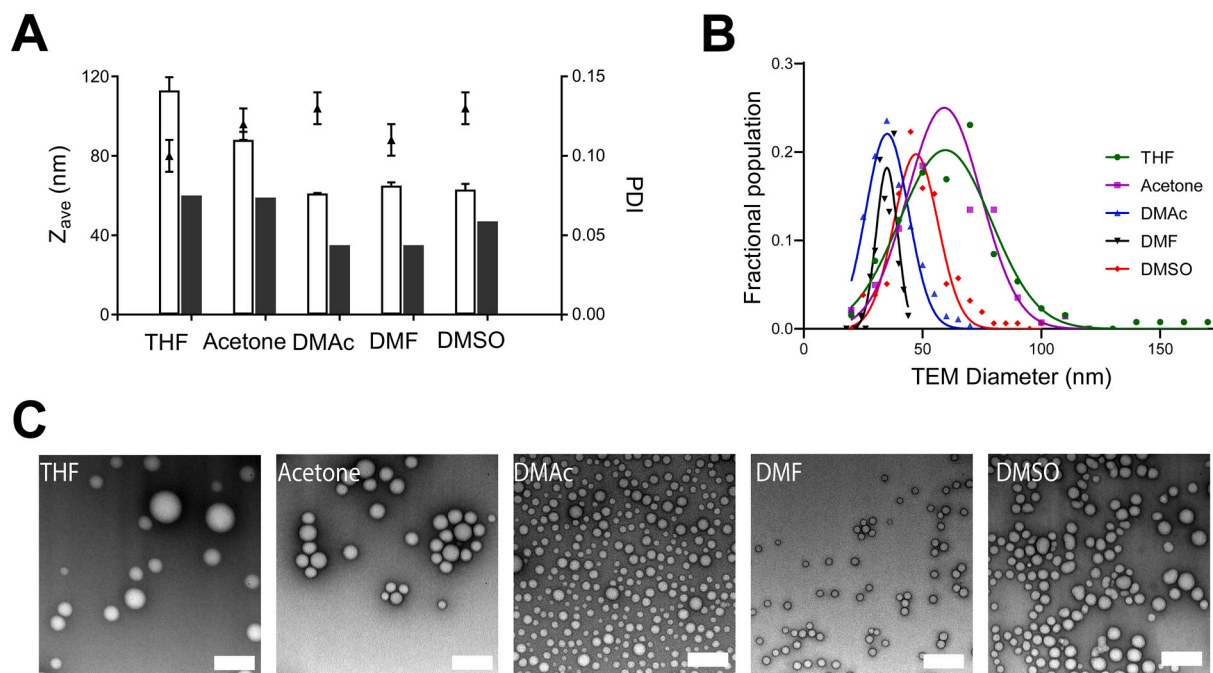 A
Zave (nm)
120
80
40
0
0.15
0.10
0.05
0.00
PDI
THF Acetone DMAc DMF DMSO
B
Fractional population
0.3
0.2
0.1
0.0
0 50 100 150
TEM Diameter (nm)
THF
Acetone
DMAc
DMF
DMSO
C
THF Acetone DMAc DMF DMSO